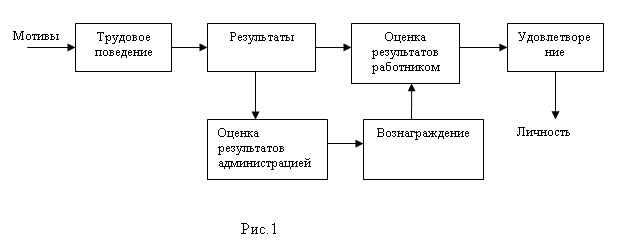 Мотивы
Трудовое
поведение
Результаты
Оценка
результатов
работником
Удовлетворе
ние
Оценка
результатов
администрацией
Вознаграждение
Личность
Рис.1